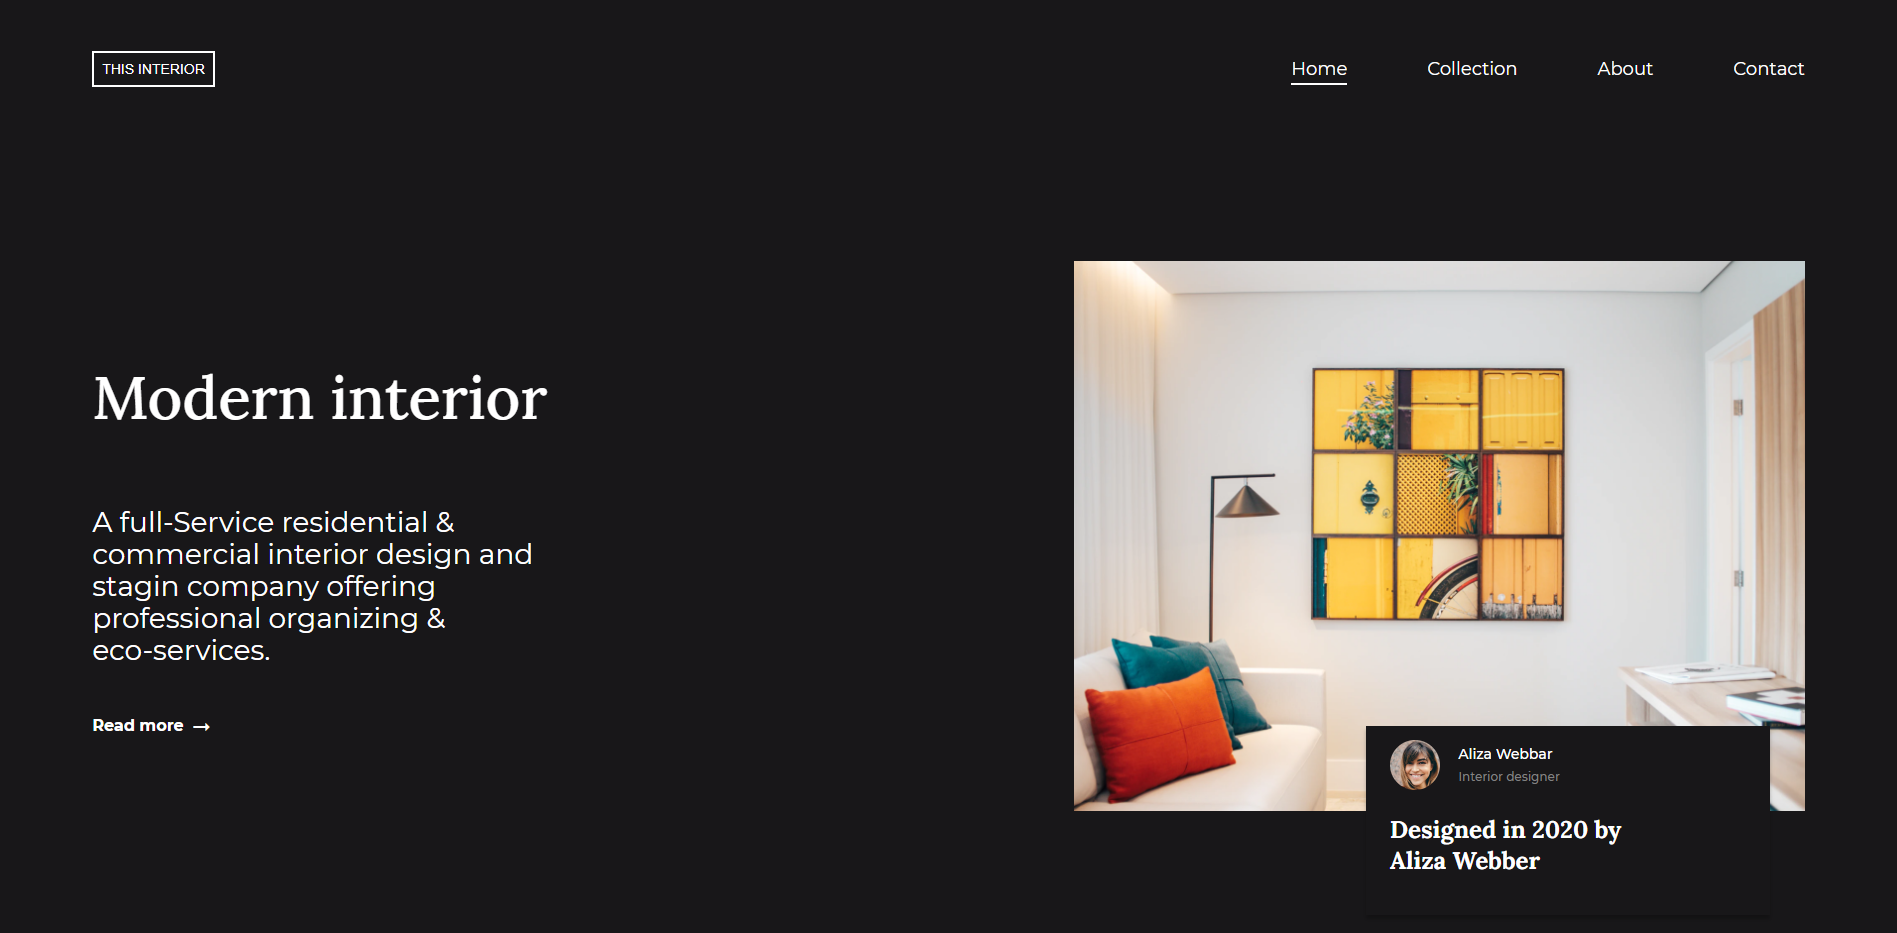 THIS INTERIOR
Home
Collection
About
Contact
Modern interior
A full-Service residential &
commercial interior design and
stagin company offering
professional organizing &
eco-services.
Read more →
Aliza Webbar
Interior designer
Designed in 2020 by
Aliza Webber